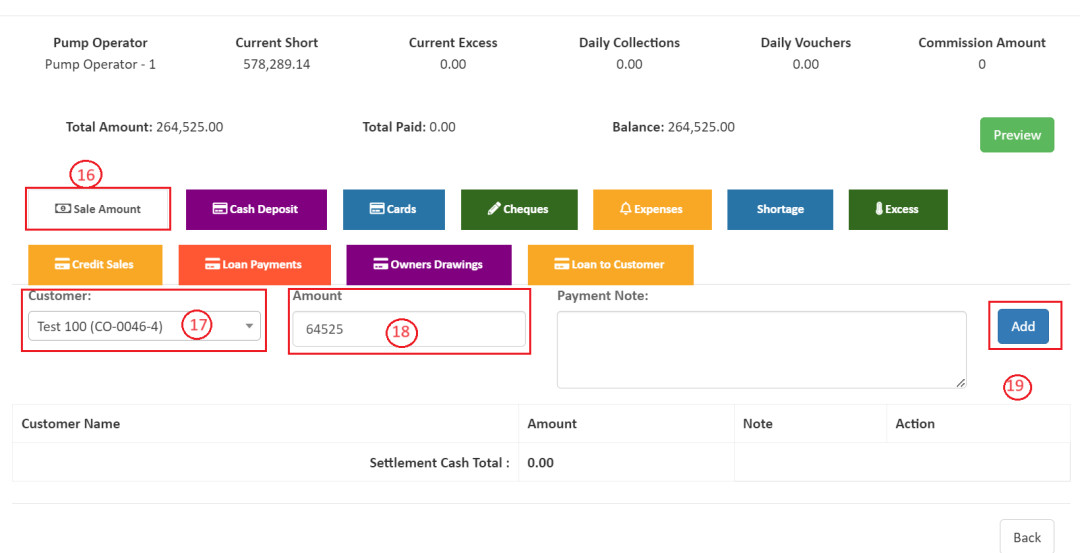 Pump Operator Current Short Current Excess Daily Collections Daily Vouchers Commission Amount
Pump Operator - 1 578,289.14 0.00 0.00 0.00 0
Total Amount: 264,525.00 Total Paid: 0.00 Balance: 264,525.00
Preview
16
Sale Amount Cash Deposit Cards Cheques Expenses Shortage Excess
Credit Sales Loan Payments Owners Drawings Loan to Customer
Customer: Amount Payment Note:
Test 100 (CO-0046-4) 17 64525 18 Add
19
Customer Name Amount Note Action
Settlement Cash Total : 0.00
Back